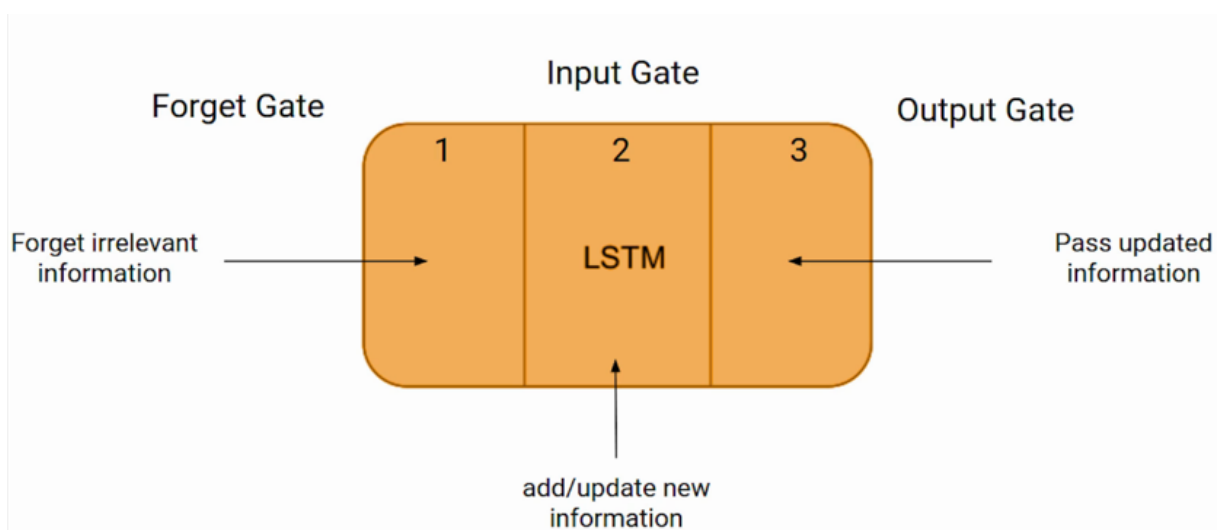 Input Gate
Forget Gate
Output Gate
1
2
3
Forget irrelevant
information
LSTM
Pass updated
information
add/update new
information